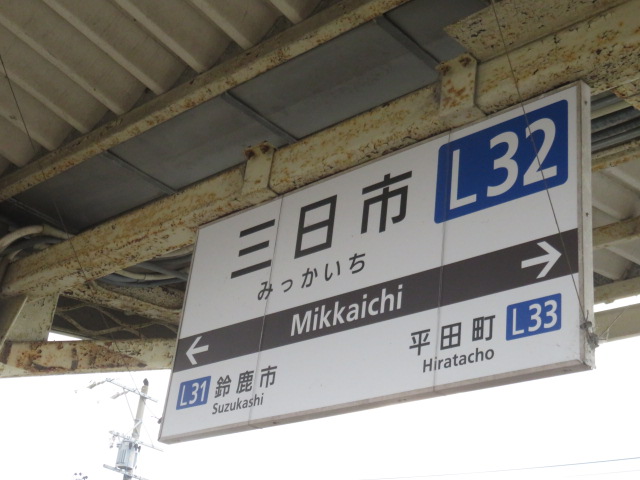 三日市 L32
みっかいち
← Mikkaichi →
L31 鈴鹿市
Suzukashi
平田町 L33
Hiratacho